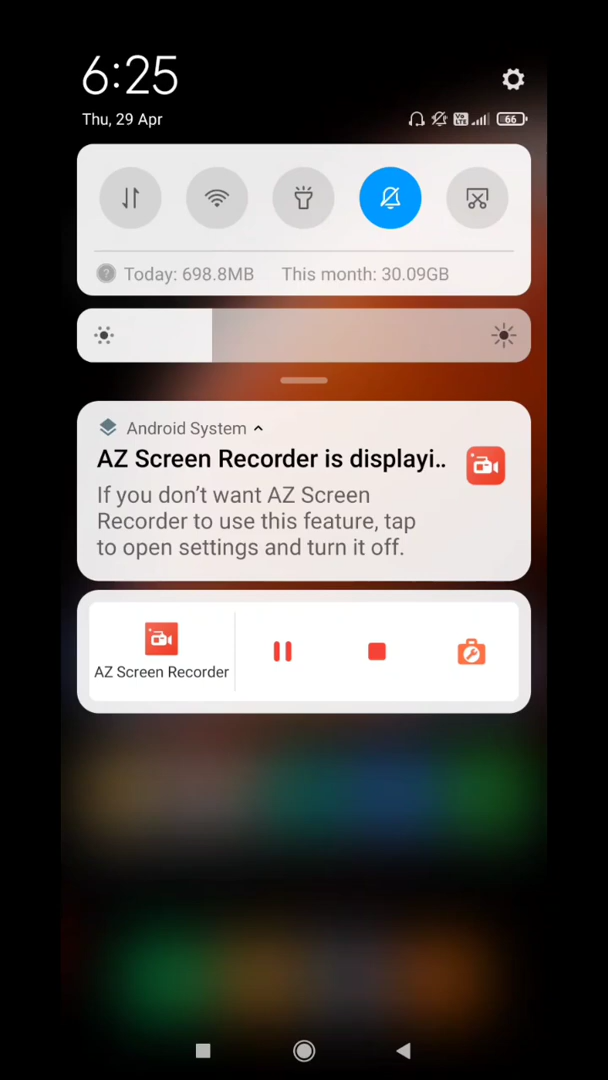 6:25
Thu, 29 Apr
Vo
LTE
66
? Today: 698.8MB This month: 30.09GB
Android System
AZ Screen Recorder is displayi..
If you don't want AZ Screen
Recorder to use this feature, tap
to open settings and turn it off.
AZ Screen Recorder